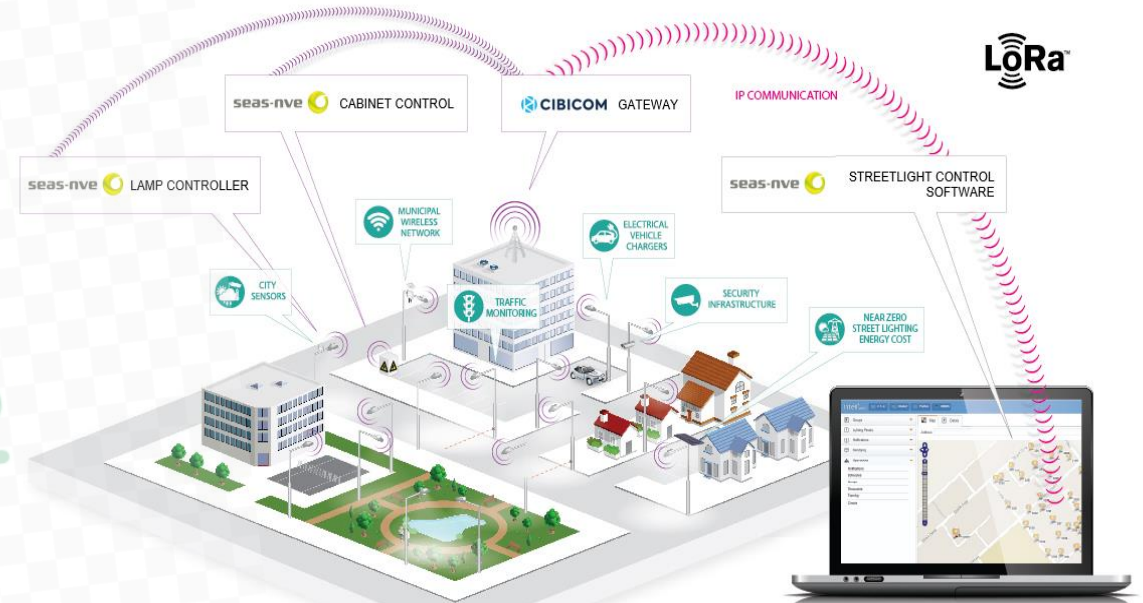 LoRa™
IP COMMUNICATION
seas-nve CABINET CONTROL
CIBICOM GATEWAY
seas-nve LAMP CONTROLLER
seas-nve STREETLIGHT CONTROL
SOFTWARE
MUNICIPAL
WIRELESS
NETWORK
ELECTRICAL
VEHICLE
CHARGERS
CITY
SENSORS
TRAFFIC
MONITORING
SECURITY
INFRASTRUCTURE
NEAR ZERO
STREET LIGHTING
ENERGY COST